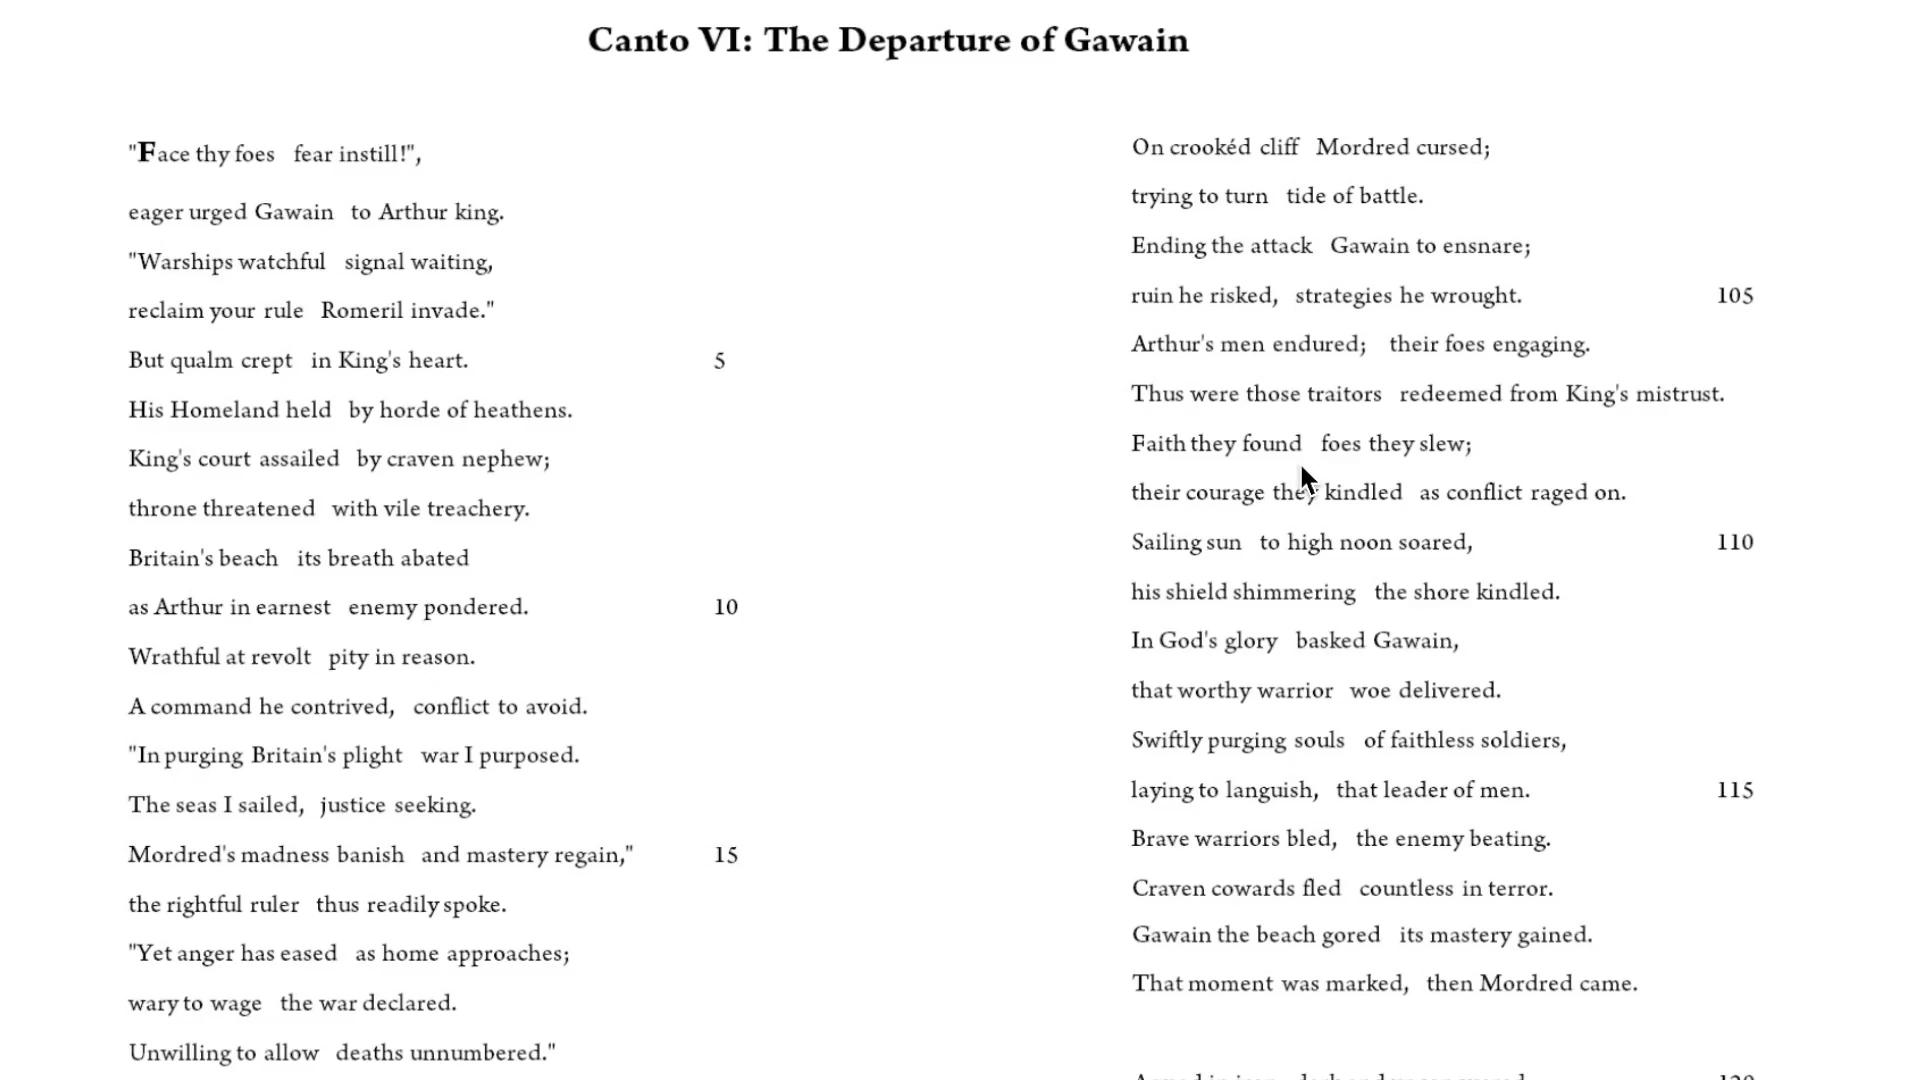 Canto VI: The Departure of Gawain
"Face thy foes fear instill!",
eager urged Gawain to Arthur king.
"Warships watchful signal waiting,
reclaim your rule Romeril invade."
But qualm crept in King's heart. 5
His Homeland held by horde of heathens.
King's court assailed by craven nephew;
throne threatened with vile treachery.
Britain's beach its breath abated
as Arthur in earnest enemy pondered. 10
Wrathful at revolt pity in reason.
A command he contrived, conflict to avoid.
"In purging Britain's plight war I purposed.
The seas I sailed, justice seeking.
Mordred's madness banish and mastery regain," 15
the rightful ruler thus readily spoke.
"Yet anger has eased as home approaches;
wary to wage the war declared.
Unwilling to allow deaths unnumbered."
On crookéd cliff Mordred cursed;
trying to turn tide of battle.
Ending the attack Gawain to ensnare;
ruin he risked, strategies he wrought. 105
Arthur's men endured; their foes engaging.
Thus were those traitors redeemed from King's mistrust.
Faith they found foes they slew;
their courage they kindled as conflict raged on.
Sailing sun to high noon soared, 110
his shield shimmering the shore kindled.
In God's glory basked Gawain,
that worthy warrior woe delivered.
Swiftly purging souls of faithless soldiers,
laying to languish, that leader of men. 115
Brave warriors bled, the enemy beating.
Craven cowards fled countless in terror.
Gawain the beach gored its mastery gained.
That moment was marked, then Mordred came.